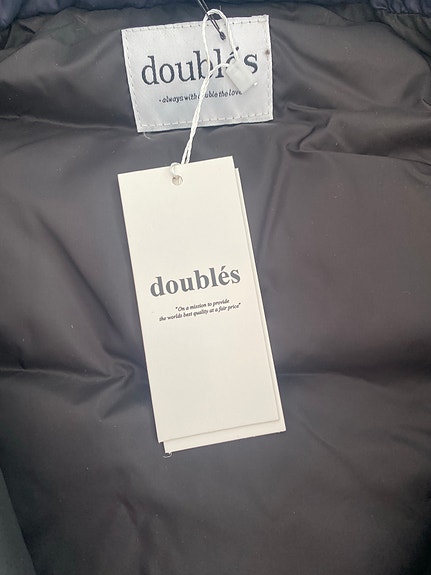 doublés
- always with double the love.
doublés
"On a mission to provide
the worlds best quality at a fair price"